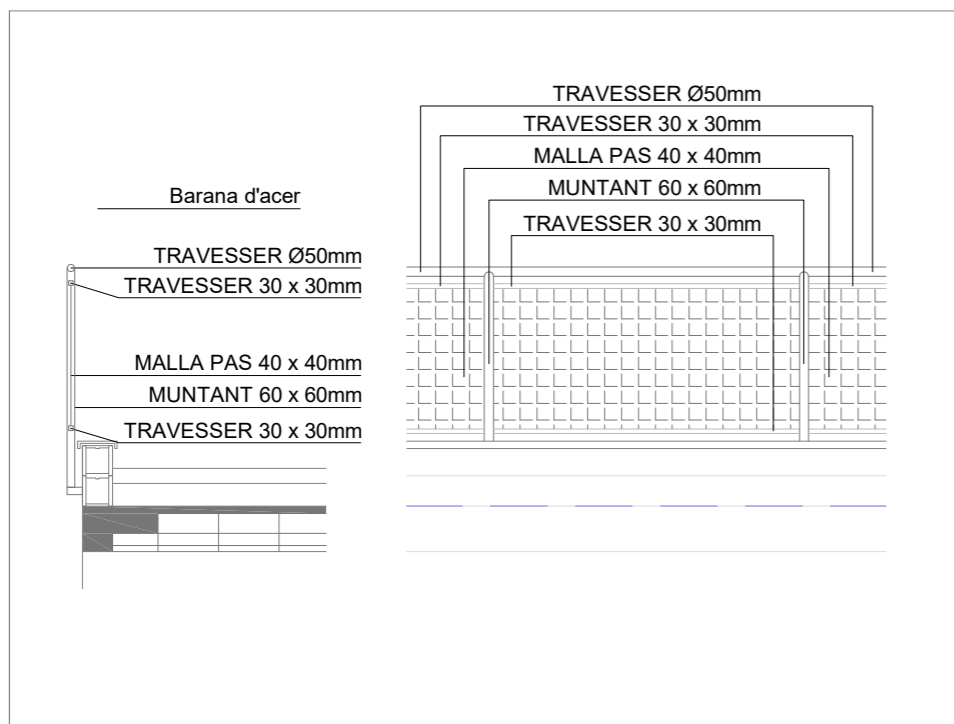 Barana d'acer
TRAVESSER Ø50mm
TRAVESSER 30 x 30mm
MALLA PAS 40 x 40mm
MUNTANT 60 x 60mm
TRAVESSER 30 x 30mm
TRAVESSER Ø50mm
TRAVESSER 30 x 30mm
MALLA PAS 40 x 40mm
MUNTANT 60 x 60mm
TRAVESSER 30 x 30mm